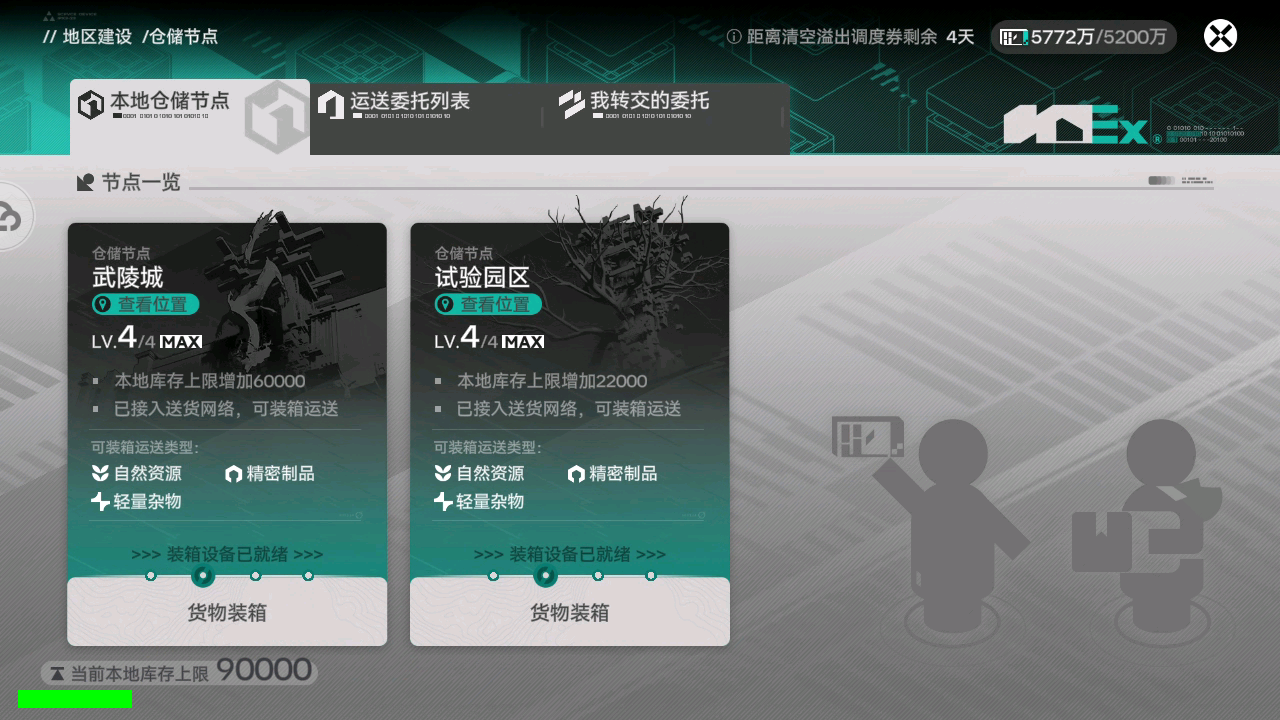 // 地区建设 /仓储节点
距离清空溢出调度券剩余 4天
5772万/5200万
本地仓储节点
运送委托列表
我转交的委托
节点一览
仓储节点
武陵城
查看位置
LV.4/4 MAX
本地库存上限增加60000
已接入送货网络，可装箱运送
可装箱运送类型：
自然资源 精密制品
轻量杂物
>>> 装箱设备已就绪 >>>
货物装箱
仓储节点
试验园区
查看位置
LV.4/4 MAX
本地库存上限增加22000
已接入送货网络，可装箱运送
可装箱运送类型：
自然资源 精密制品
轻量杂物
>>> 装箱设备已就绪 >>>
货物装箱
当前本地库存上限 90000